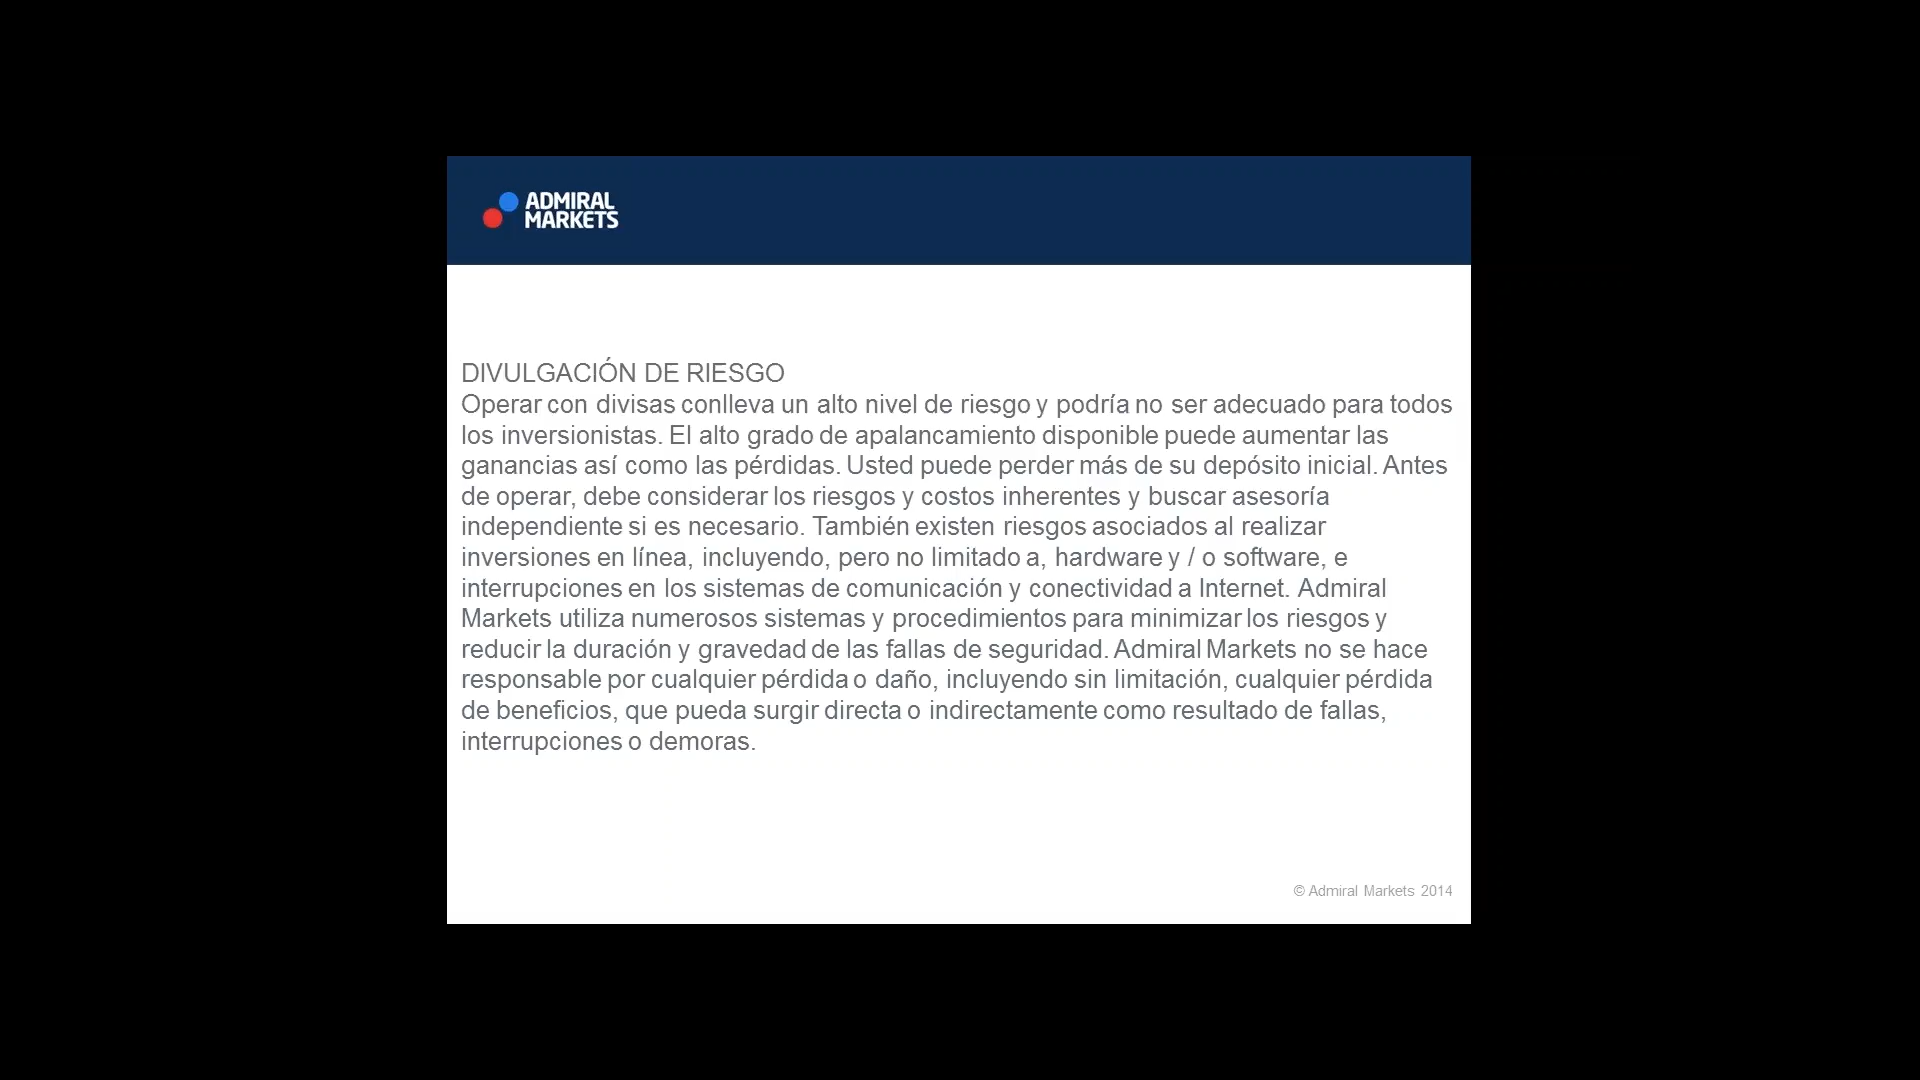 ADMIRAL
MARKETS
DIVULGACIÓN DE RIESGO
Operar con divisas conlleva un alto nivel de riesgo y podría no ser adecuado para todos
los inversionistas. El alto grado de apalancamiento disponible puede aumentar las
ganancias así como las pérdidas. Usted puede perder más de su depósito inicial. Antes
de operar, debe considerar los riesgos y costos inherentes y buscar asesoría
independiente si es necesario. También existen riesgos asociados al realizar
inversiones en línea, incluyendo, pero no limitado a, hardware y / o software, e
interrupciones en los sistemas de comunicación y conectividad a Internet. Admiral
Markets utiliza numerosos sistemas y procedimientos para minimizar los riesgos y
reducir la duración y gravedad de las fallas de seguridad. Admiral Markets no se hace
responsable por cualquier pérdida o daño, incluyendo sin limitación, cualquier pérdida
de beneficios, que pueda surgir directa o indirectamente como resultado de fallas,
interrupciones o demoras.
© Admiral Markets 2014